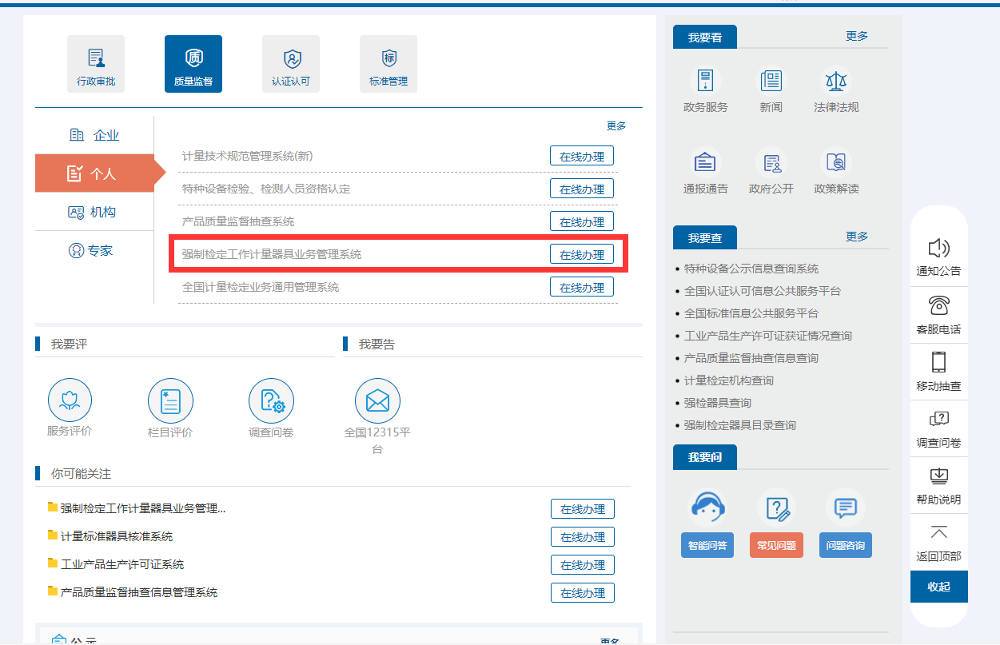 行政审批
质
质量监督
认证认可
标
标准管理
企业
个人
机构
专家
更多
计量技术规范管理系统(新)
在线办理
特种设备检验、检测人员资格认定
在线办理
产品质量监督抽查系统
在线办理
强制检定工作计量器具业务管理系统
在线办理
全国计量检定业务通用管理系统
在线办理
我要评
服务评价
栏目评价
调查问卷
我要告
全国12315平
台
你可能关注
强制检定工作计量器具业务管理...
在线办理
计量标准器具核准系统
在线办理
工业产品生产许可证系统
在线办理
产品质量监督抽查信息管理系统
在线办理
公示
更多
我要看
更多
政务服务
新闻
法律法规
通报通告
政府公开
政策解读
我要查
更多
特种设备公示信息查询系统
全国认证认可信息公共服务平台
全国标准信息公共服务平台
工业产品生产许可证获证情况查询
产品质量监督抽查信息查询
计量检定机构查询
强检器具查询
强制检定器具目录查询
我要问
智能问答
常见问题
问题咨询
通知公告
客服电话
移动抽查
调查问卷
帮助说明
返回顶部
收起